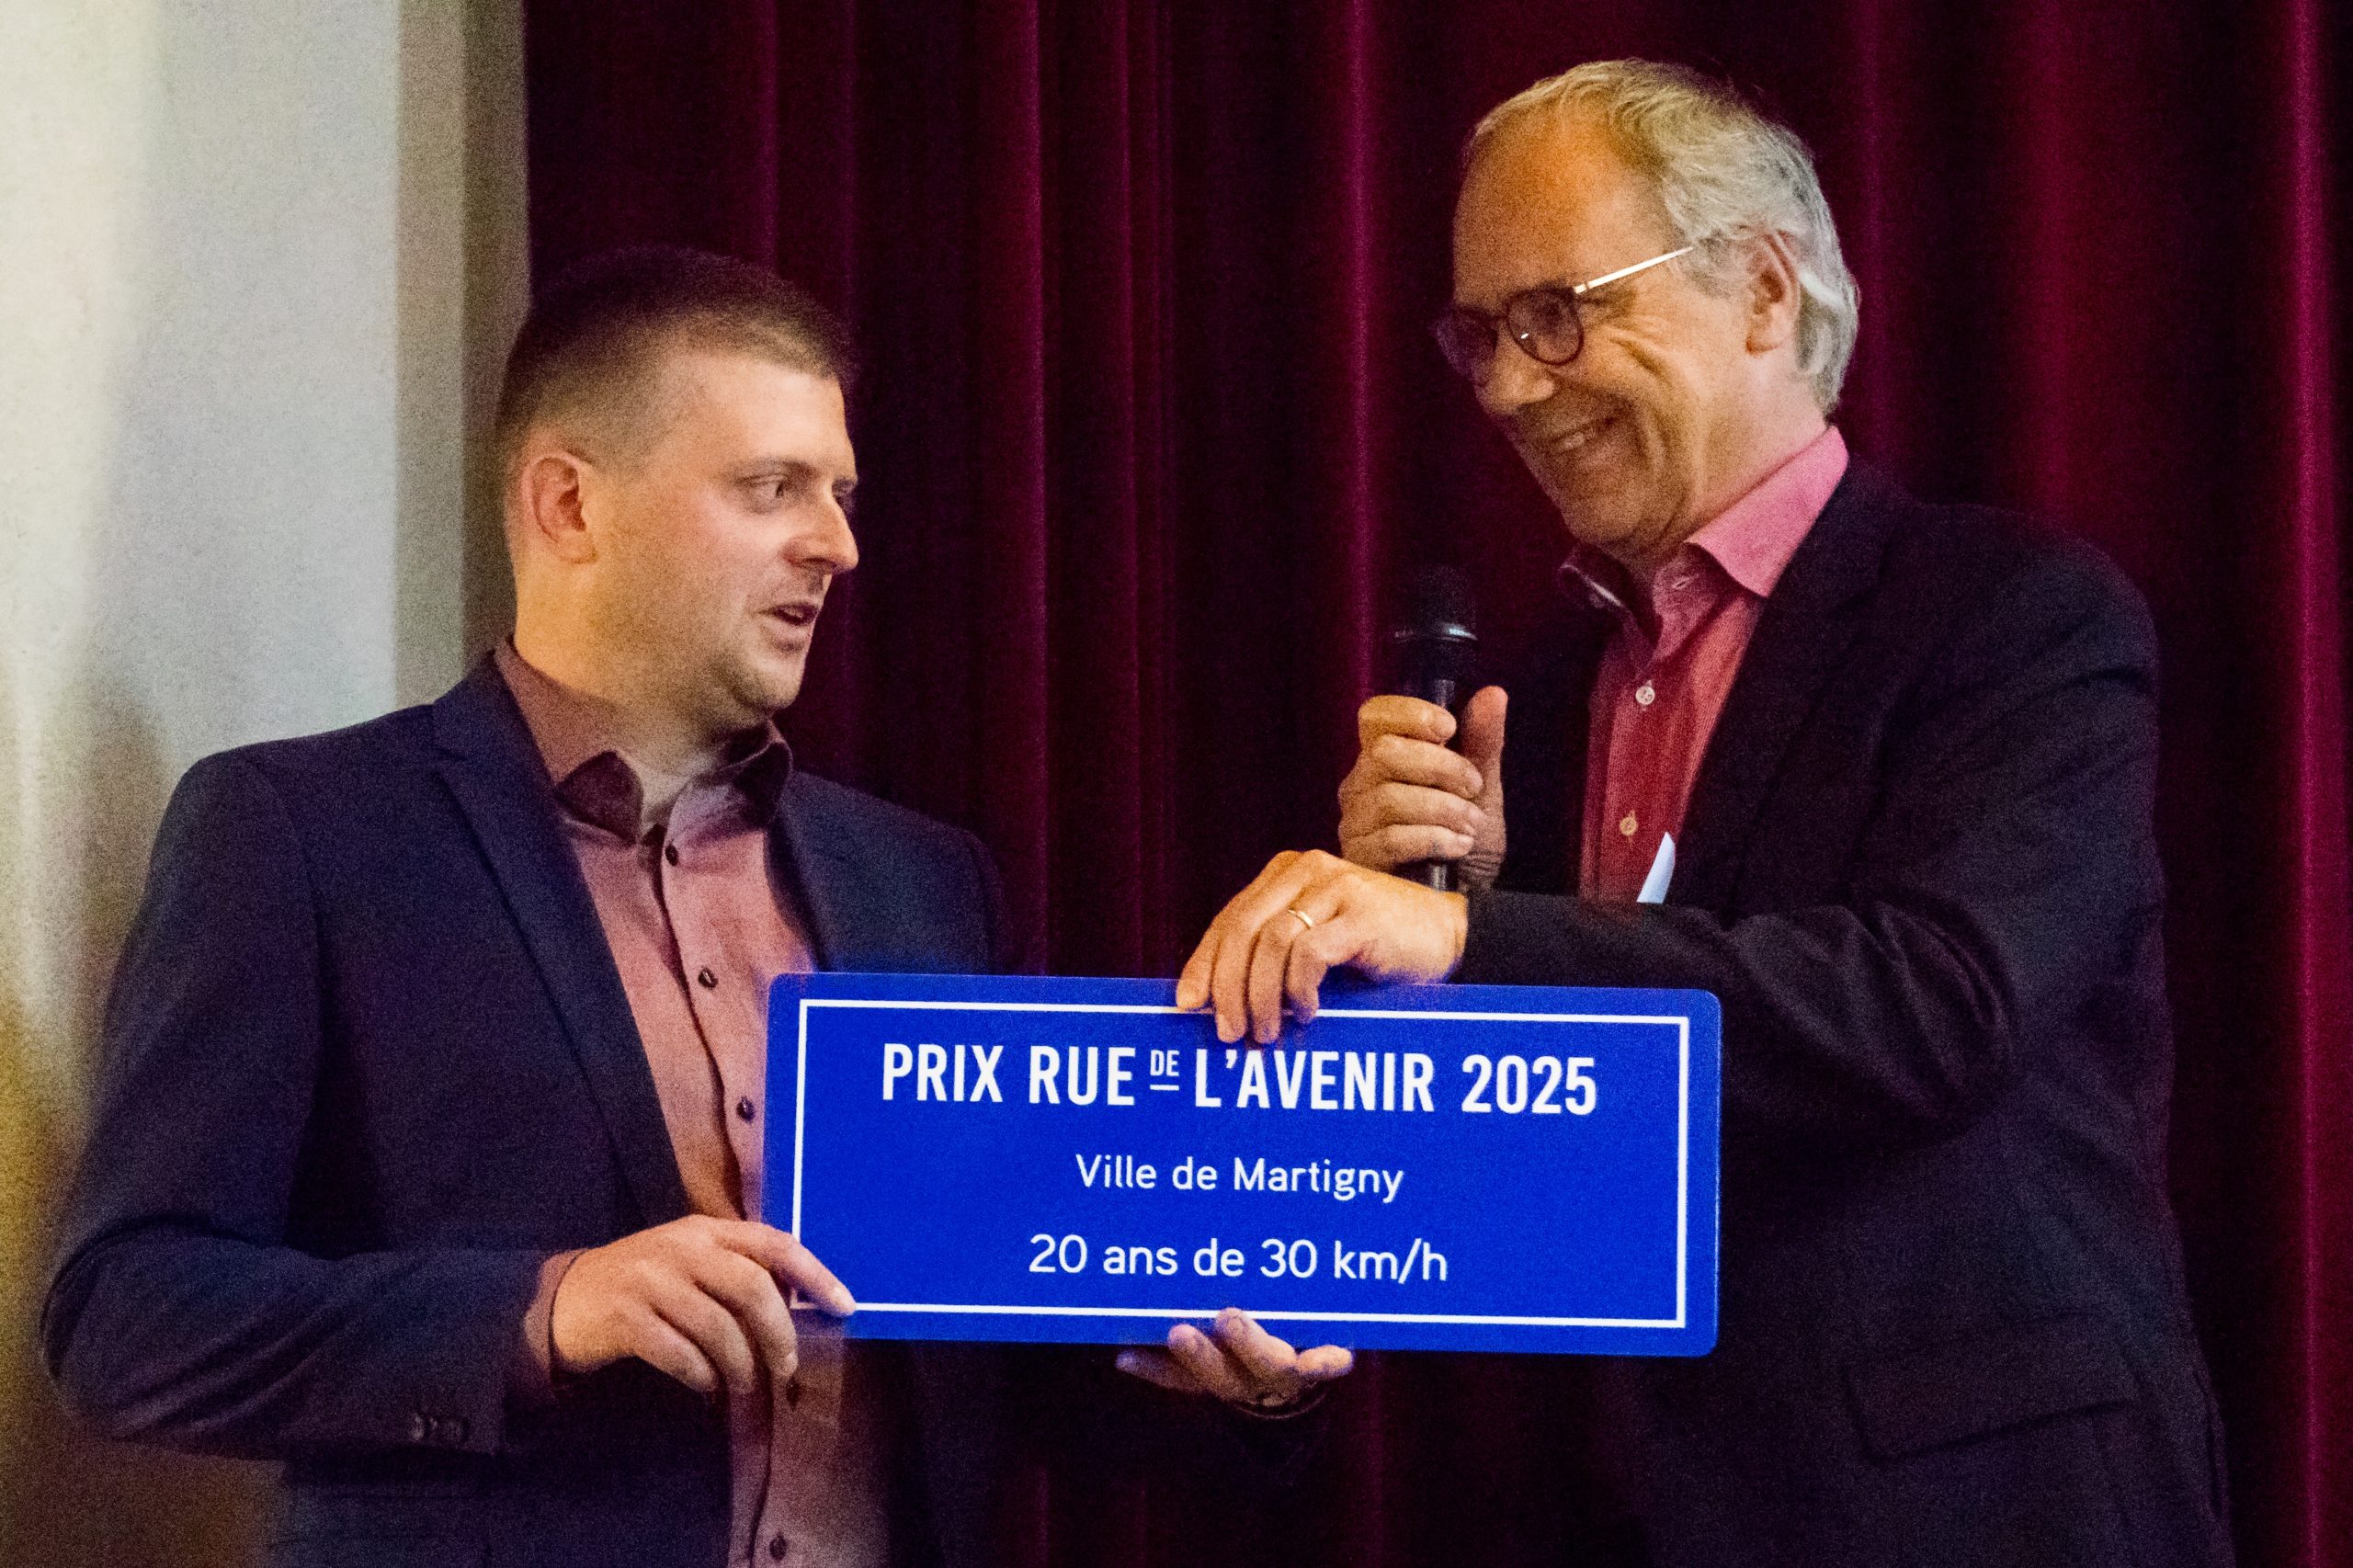 PRIX RUE DE L'AVENIR 2025
Ville de Martigny
20 ans de 30 km/h